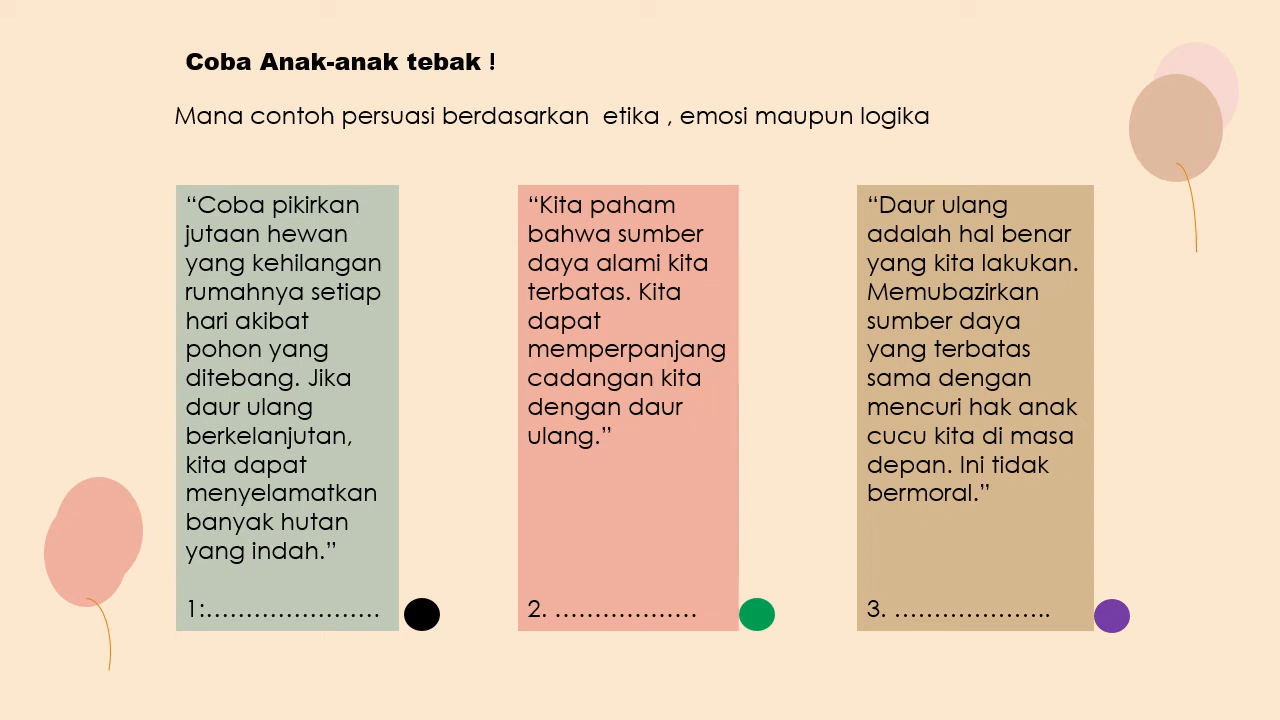 Coba Anak-anak tebak !
Mana contoh persuasi berdasarkan  etika , emosi maupun logika
“Coba pikirkan
jutaan hewan
yang kehilangan
rumahnya setiap
hari akibat
pohon yang
ditebang. Jika
daur ulang
berkelanjutan,
kita dapat
menyelamatkan
banyak hutan
yang indah.”
1:………………….
“Kita paham
bahwa sumber
daya alami kita
terbatas. Kita
dapat
memperpanjang
cadangan kita
dengan daur
ulang.”
2. ………………
“Daur ulang
adalah hal benar
yang kita lakukan.
Memubazirkan
sumber daya
yang terbatas
sama dengan
mencuri hak anak
cucu kita di masa
depan. Ini tidak
bermoral.”
3. ………………..